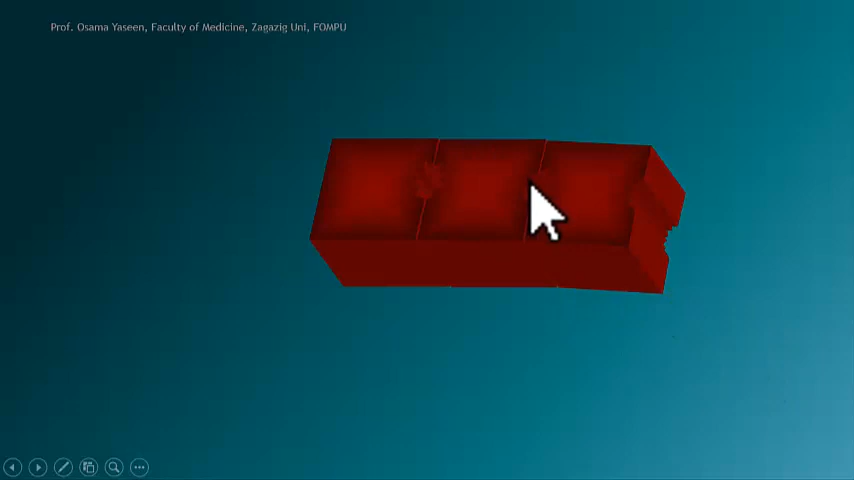 Prof. Osama Yaseen, Faculty of Medicine, Zagazig Uni, FOMPU